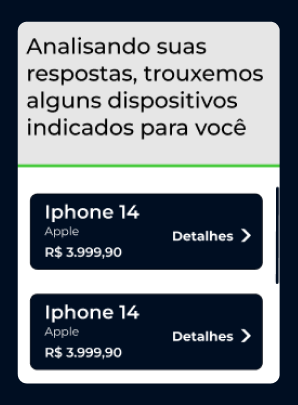 Analisando suas
respostas, trouxemos
alguns dispositivos
indicados para você
Iphone 14
Apple
R$ 3.999,90
Detalhes
Iphone 14
Apple
R$ 3.999,90
Detalhes